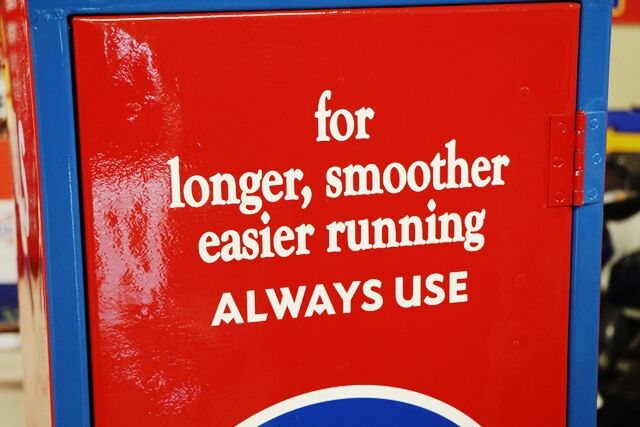 for
longer, smoother
easier running
ALWAYS USE